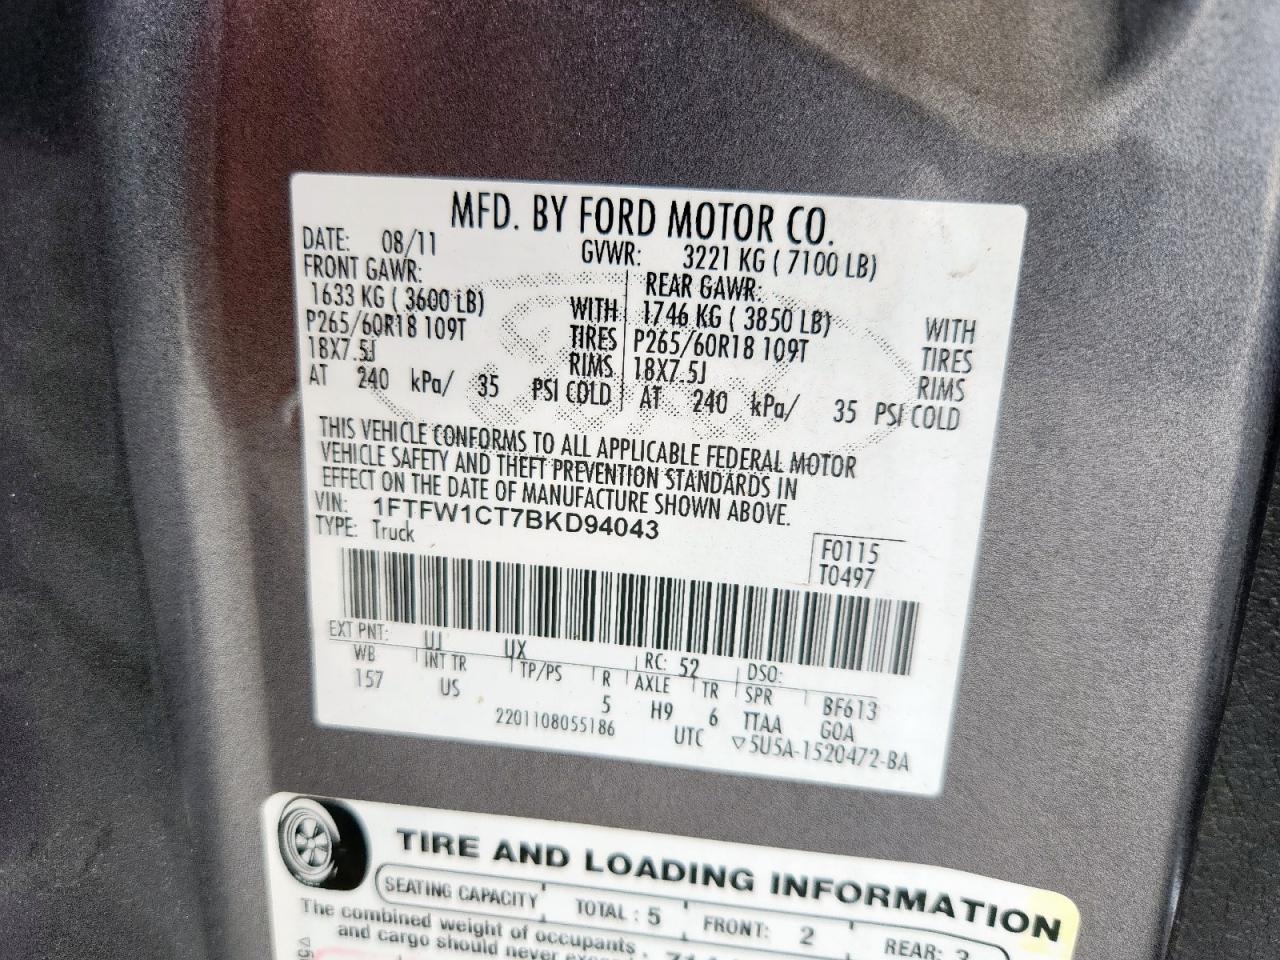 MFD. BY FORD MOTOR CO.
DATE: 08/11 GVWR: 3221 KG ( 7100 LB)
FRONT GAWR: REAR GAWR:
1633 KG ( 3600 LB) WITH 1746 KG ( 3850 LB) WITH
P265/60R18 109T TIRES P265/60R18 109T TIRES
18X7.5J RIMS 18X7.5J RIMS
AT 240 kPa/ 35 PSI COLD AT 240 kPa/ 35 PSI COLD
THIS VEHICLE CONFORMS TO ALL APPLICABLE FEDERAL MOTOR
VEHICLE SAFETY AND THEFT PREVENTION STANDARDS IN
EFFECT ON THE DATE OF MANUFACTURE SHOWN ABOVE.
VIN: 1FTFW1CT7BKD94043
TYPE: Truck
F0115
T0497
EXT PNT: UJ UX RC: 52 DSO:
WB INT TR TP/PS R AXLE TR SPR BF613
157 US 5 H9 6 TTAA GOA
2201108055186 UTC ▽5U5A-1520472-BA
TIRE AND LOADING INFORMATION
SEATING CAPACITY TOTAL : 5 FRONT: 2 REAR: 3
The combined weight of occupants
and cargo should never